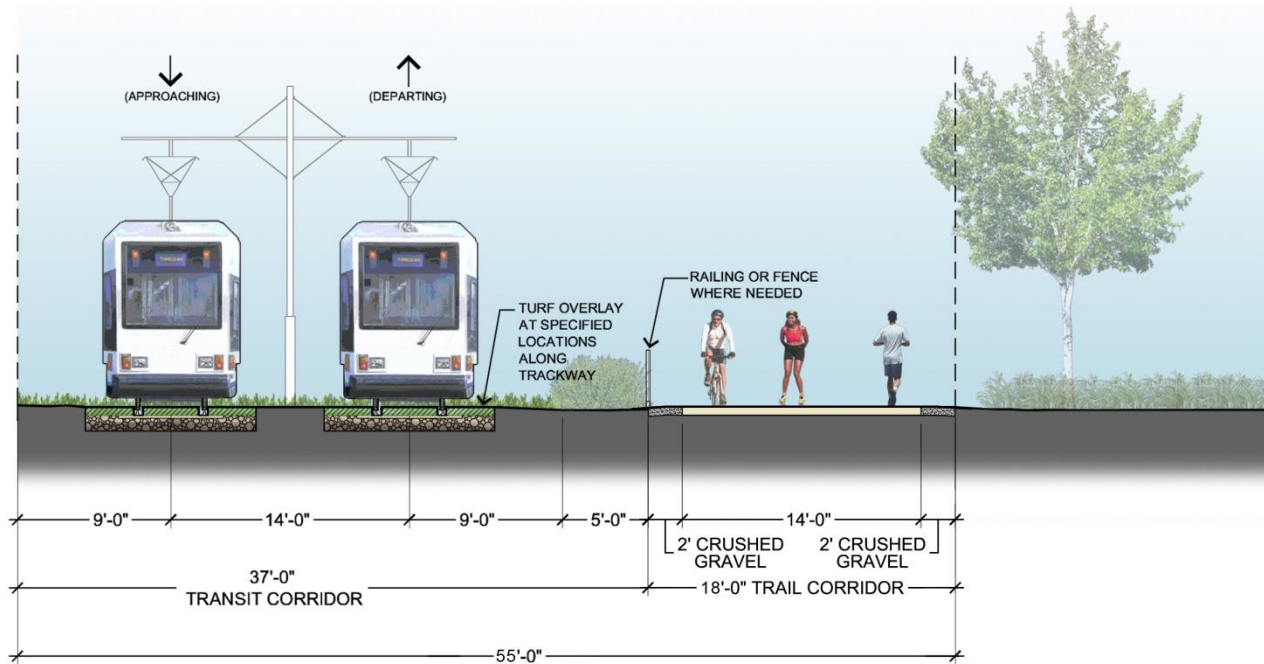 (APPROACHING)
(DEPARTING)
RAILING OR FENCE
WHERE NEEDED
TURF OVERLAY
AT SPECIFIED
LOCATIONS
ALONG
TRACKWAY
9'-0"
14'-0"
9'-0"
5'-0"
14'-0"
2' CRUSHED
GRAVEL
2' CRUSHED
GRAVEL
37'-0"
TRANSIT CORRIDOR
18'-0" TRAIL CORRIDOR
55'-0"